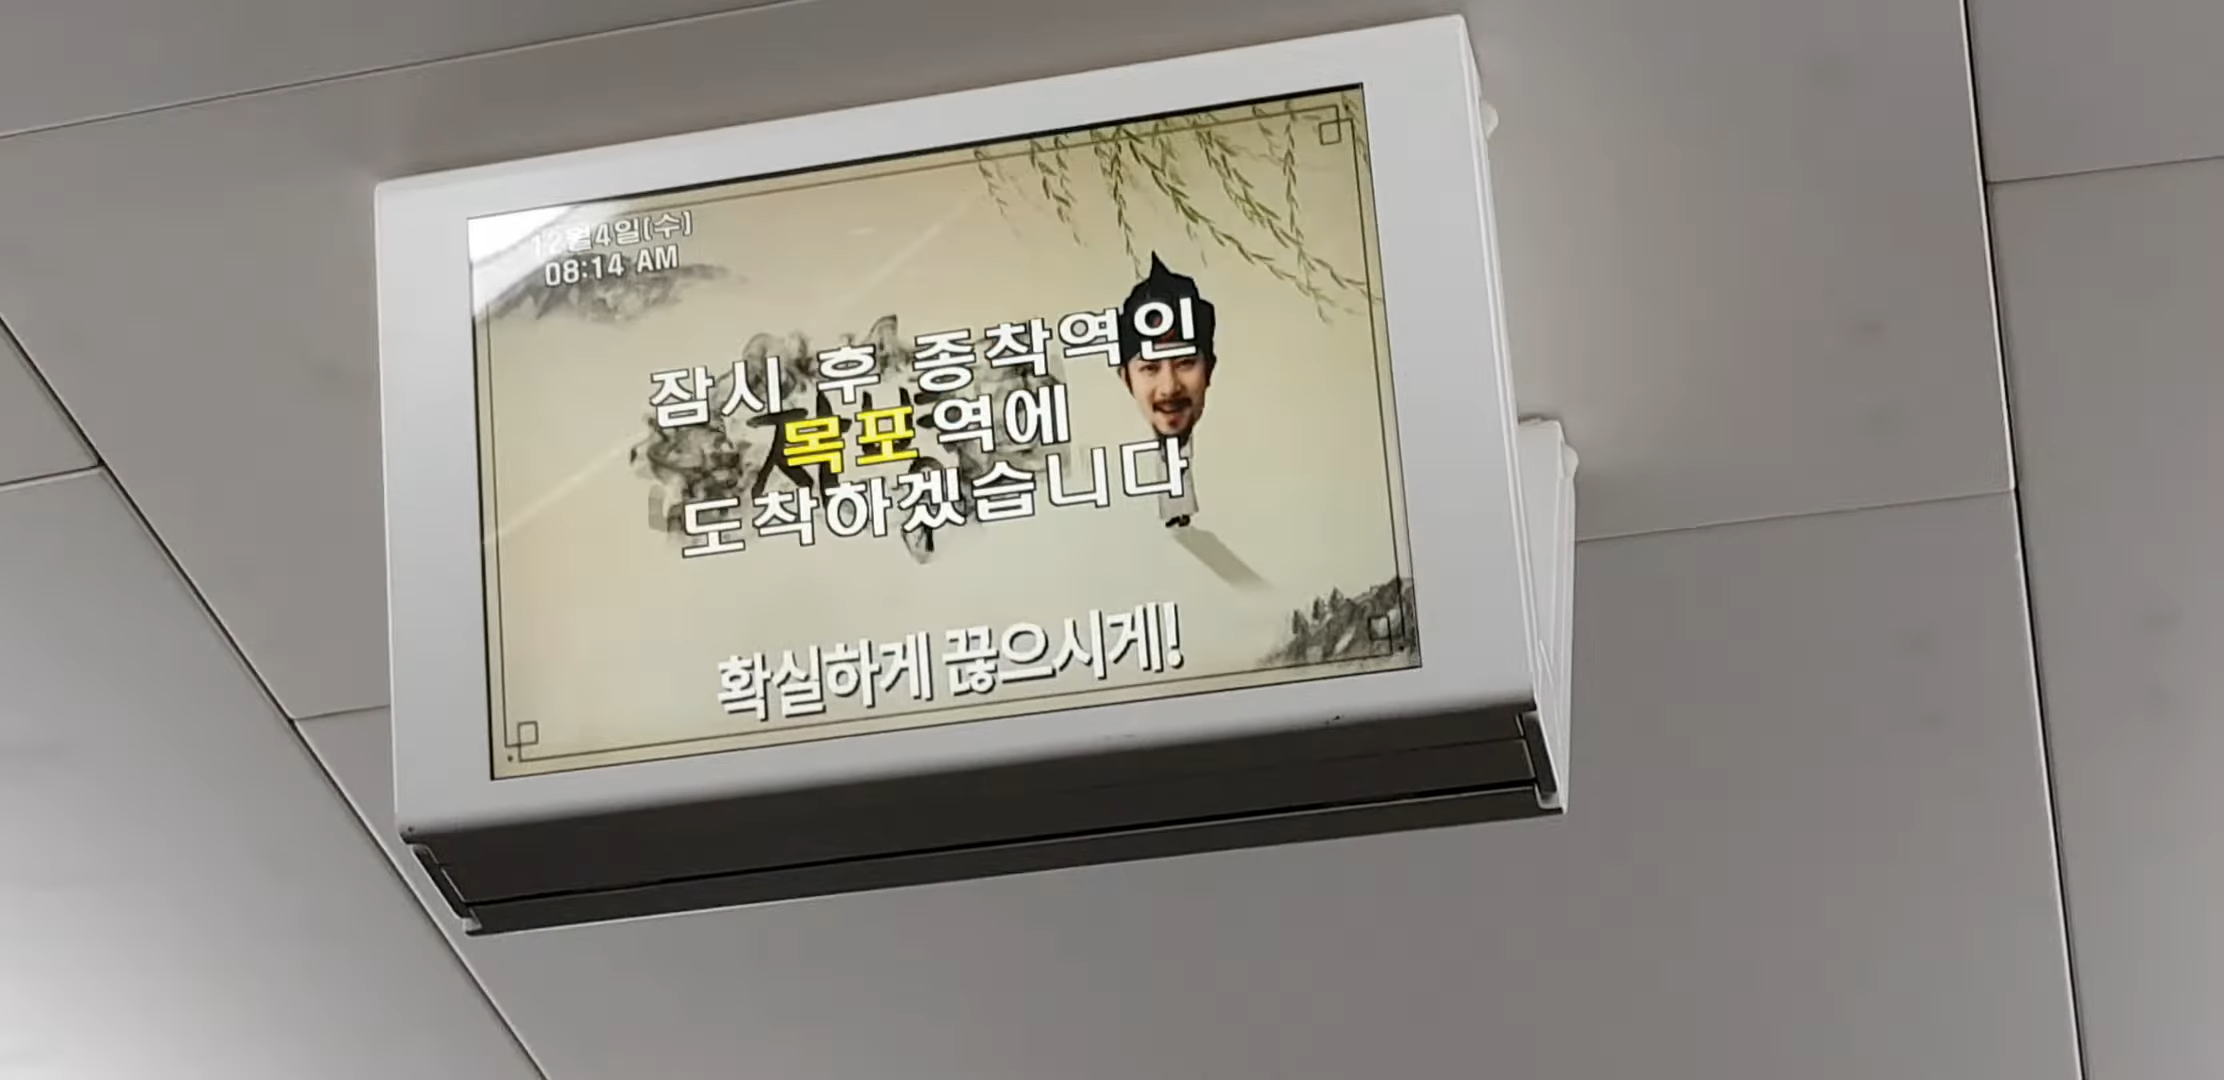 12월4일(수)
08:14 AM
잠시 후 종착역인
목포역에
도착하겠습니다
확실하게 끊으시게!